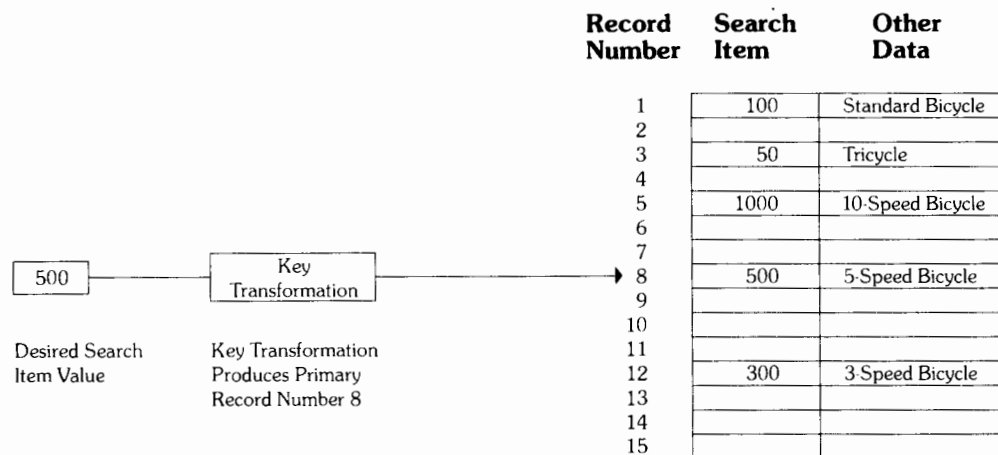 Record Search Other
Number Item Data
1 100 Standard Bicycle
2
3 50 Tricycle
4
5 1000 10-Speed Bicycle
6
7
500 Key Transformation 8 500 5-Speed Bicycle
9
10
11
12 300 3-Speed Bicycle
13
14
15
Desired Search
Item Value
Key Transformation
Produces Primary
Record Number 8